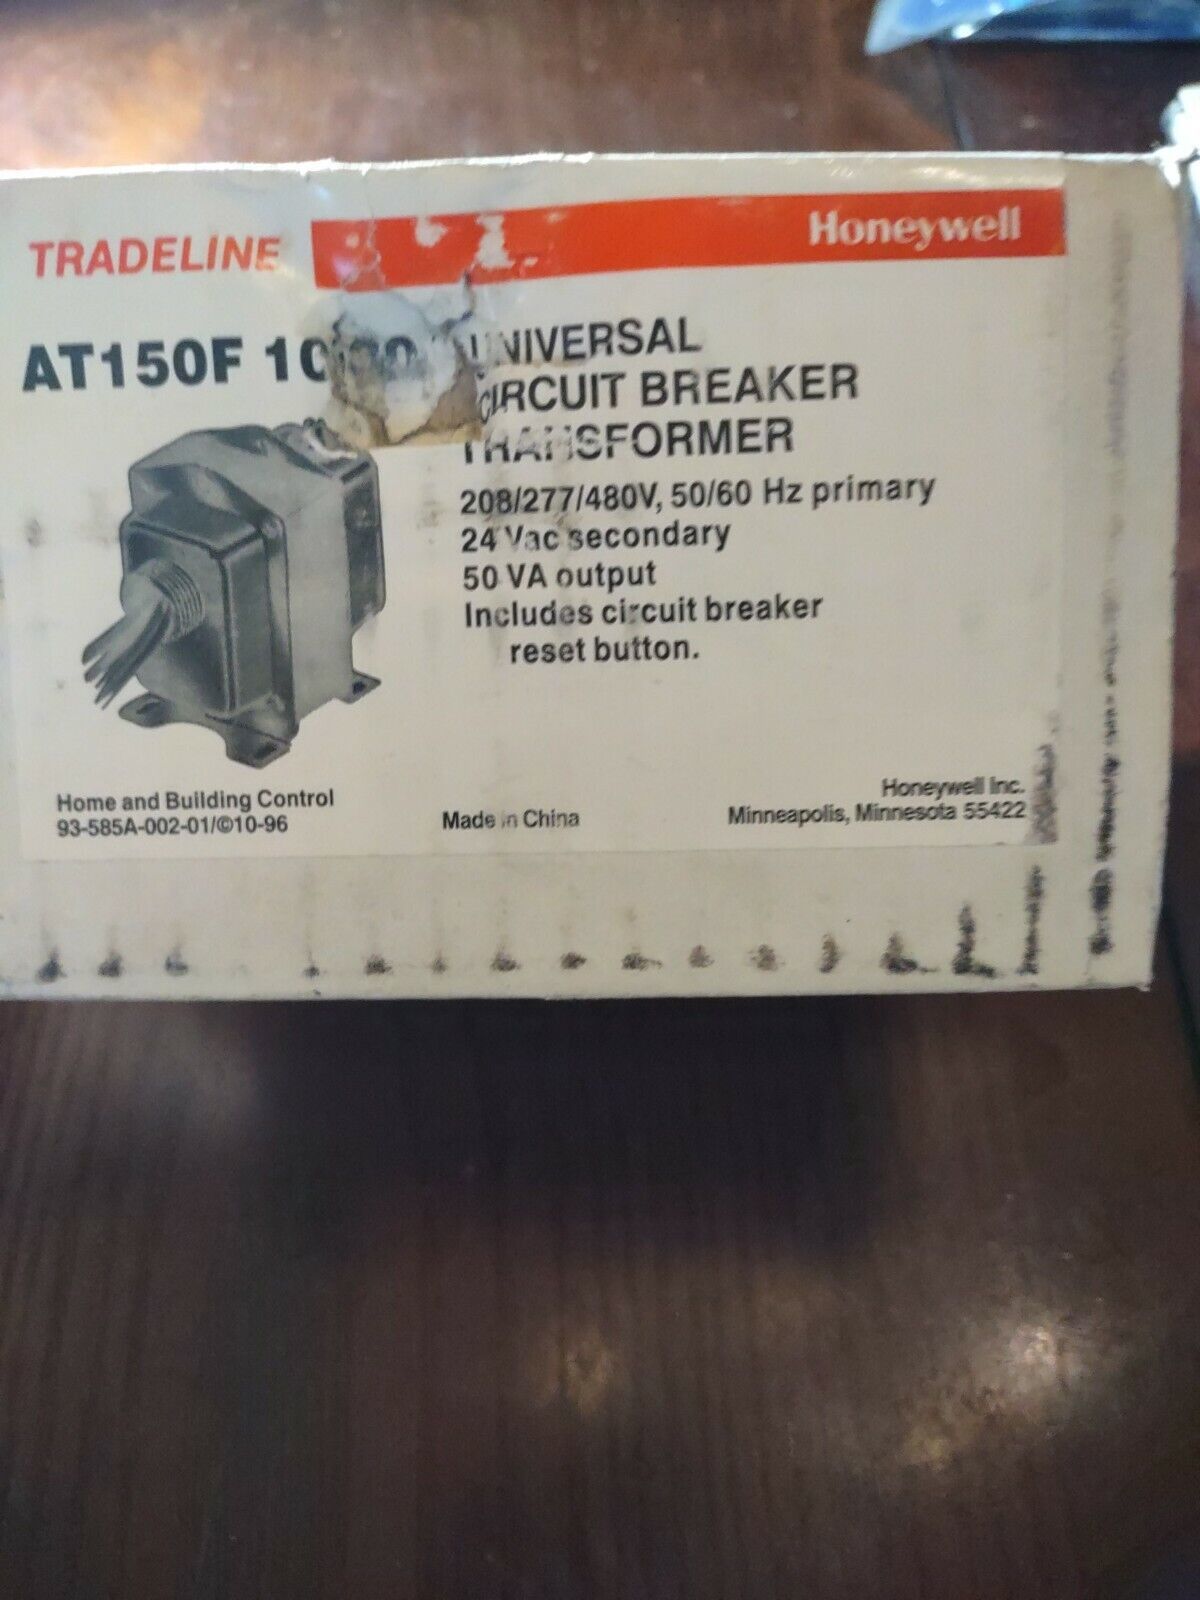 TRADELINE
Honeywell
AT150F
UNIVERSAL
CIRCUIT BREAKER
TRANSFORMER
208/277/480V, 50/60 Hz primary
24 Vac secondary
50 VA output
Includes circuit breaker
reset button.
Home and Building Control
93-585A-002-01/©10-96
Made in China
Honeywell Inc.
Minneapolis, Minnesota 55422